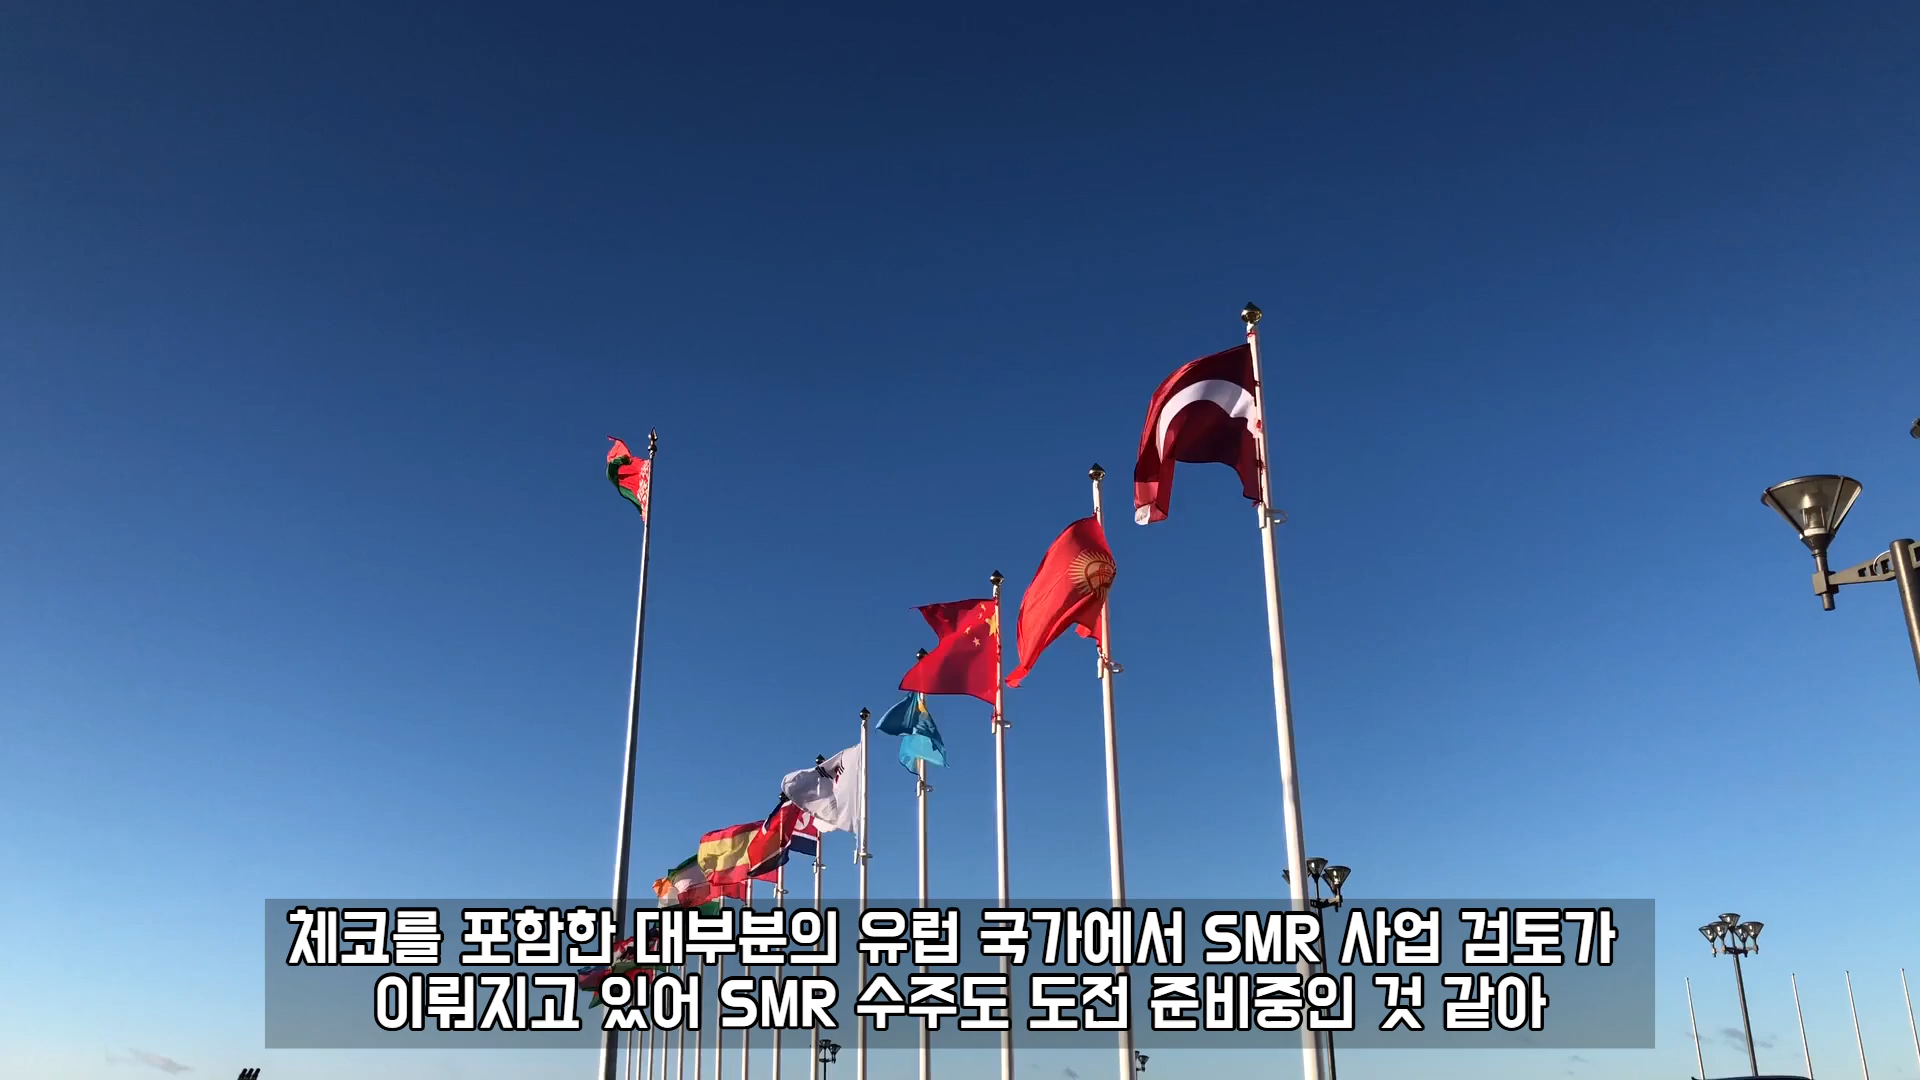 체코를 포함한 대부분의 유럽 국가에서 SMR 사업 검토가
이뤄지고 있어 SMR 수주도 도전 준비중인 것 같아